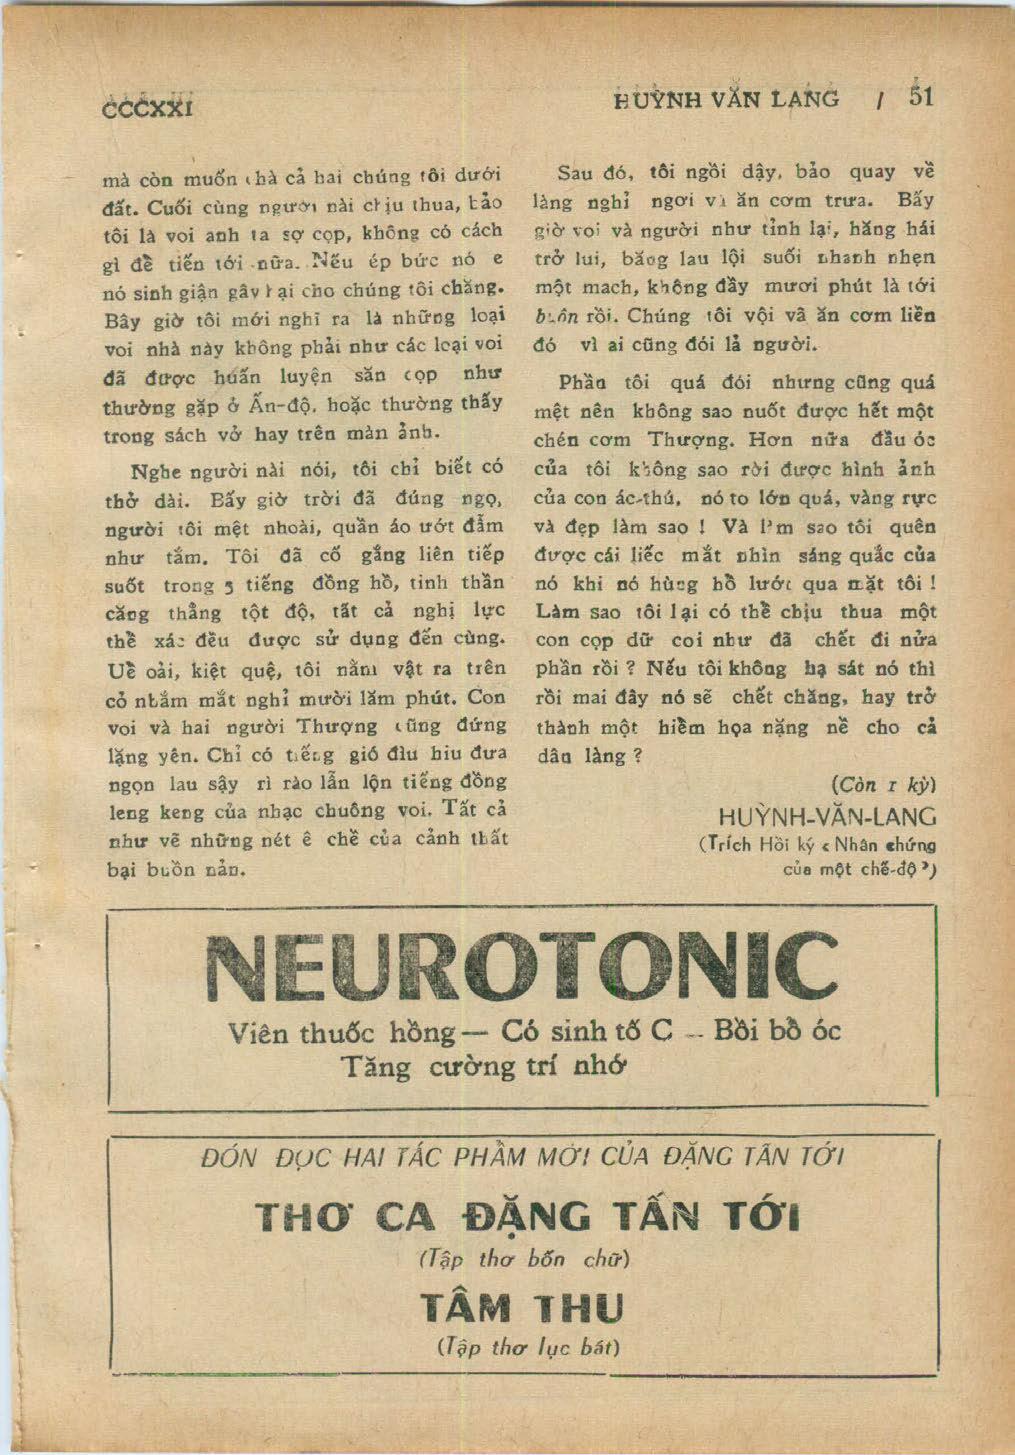 CCCXXI
HUỲNH VĂN LANG / 51
mà còn muốn chà cả hai chúng tôi dưới
đất. Cuối cùng người nài chịu thua, bảo
tôi là voi anh ta sợ cọp, không có cách
gì để tiến tới nữa. Nếu ép bức nó e
nó sinh giận gây hại cho chúng tôi chăng.
Bây giờ tôi mới nghĩ ra là những loại
voi nhà này không phải như các loại voi
đã được huấn luyện săn cọp như
thường gặp ở Ấn-độ, hoặc thường thấy
trong sách vở hay trên màn ảnh.
Nghe người nài nói, tôi chỉ biết có
thở dài. Bấy giờ trời đã đúng ngọ,
người tôi mệt nhoài, quần áo ướt đẫm
như tắm. Tôi đã cố gắng liên tiếp
suốt trong 5 tiếng đồng hồ, tinh thần
căng thẳng tột độ, tất cả nghị lực
thể xác đều được sử dụng đến cùng.
Uể oải, kiệt quệ, tôi nằm vật ra trên
cỏ nhắm mắt nghỉ mười lăm phút. Con
voi và hai người Thượng cũng đứng
lặng yên. Chỉ có tiếng gió đìu hiu đưa
ngọn lau sậy rì rào lẫn lộn tiếng đồng
leng keng của nhạc chuông voi. Tất cả
như vẽ những nét ê chề của cảnh thất
bại buồn nản.
Sau đó, tôi ngồi dậy, bảo quay về
làng nghỉ ngơi và ăn cơm trưa. Bấy
giờ voi và người như tỉnh lại, hăng hái
trở lui, băng lau lội suối nhanh nhẹn
một mạch, không đầy mươi phút là tới
buôn rồi. Chúng tôi vội vã ăn cơm liền
đó vì ai cũng đói lả người.
Phần tôi quá đói nhưng cũng quá
mệt nên không sao nuốt được hết một
chén cơm Thượng. Hơn nữa đầu óc
của tôi không sao rời được hình ảnh
của con ác-thú, nó to lớn quá, vàng rực
và đẹp làm sao ! Và làm sao tôi quên
được cái liếc mắt nhìn sáng quắc của
nó khi nó hùng hổ lướt qua mặt tôi !
Làm sao tôi lại có thể chịu thua một
con cọp dữ coi như đã chết đi nửa
phần rồi ? Nếu tôi không hạ sát nó thì
rồi mai đây nó sẽ chết chăng, hay trở
thành một hiểm họa nặng nề cho cả
dân làng ?
(Còn 1 kỳ)
HUỲNH-VĂN-LANG
(Trích Hồi ký « Nhân chứng
của một chế-độ »)
NEUROTONIC
Viên thuốc hồng — Có sinh tố C — Bồi bổ óc
Tăng cường trí nhớ
ĐÓN ĐỌC HAI TÁC PHẨM MỚI CỦA ĐẶNG TẤN TỚI
THƠ CA ĐẶNG TẤN TỚI
(Tập thơ bốn chữ)
TÂM THU
(Tập thơ lục bát)